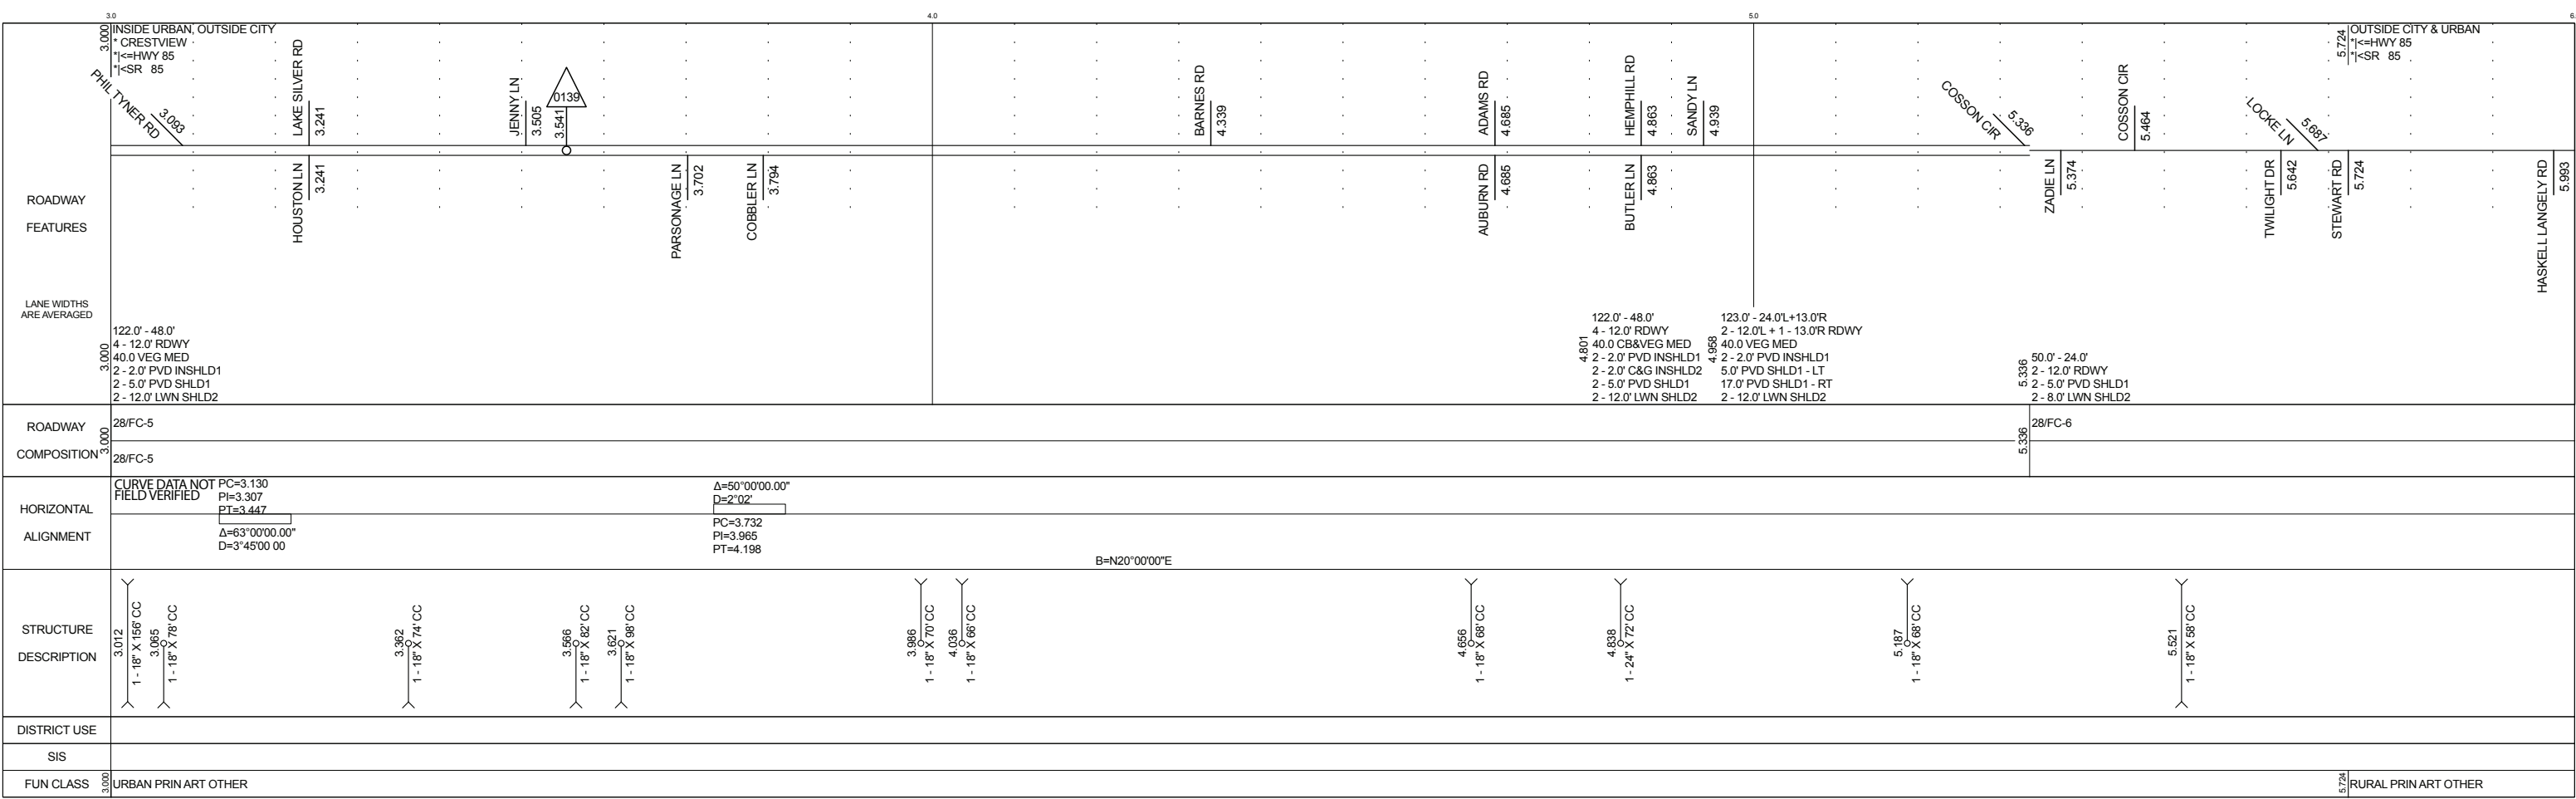 3.0
4.0
5.0
6.
3.000
INSIDE URBAN, OUTSIDE CITY
* CRESTVIEW
*|<=HWY 85
*|<SR 85
5.724
OUTSIDE CITY & URBAN
*|<=HWY 85
*|<SR 85
PHIL TYNER RD
3.093
LAKE SILVER RD
3.241
JENNY LN
3.505
3.541
0139
BARNES RD
4.339
ADAMS RD
4.685
HEMPHILL RD
4.863
SANDY LN
4.939
COSSON CIR
5.336
COSSON CIR
5.464
LOCKE LN
5.687
ROADWAY
FEATURES
HOUSTON LN
3.241
PARSONAGE LN
3.702
COBBLER LN
3.794
AUBURN RD
4.685
BUTLER LN
4.863
ZADIE LN
5.374
TWILIGHT DR
5.642
STEWART RD
5.724
HASKELL LANGELY RD
5.993
LANE WIDTHS
ARE AVERAGED
3.000
122.0' - 48.0'
4 - 12.0' RDWY
40.0 VEG MED
2 - 2.0' PVD INSHLD1
2 - 5.0' PVD SHLD1
2 - 12.0' LWN SHLD2
4.801
122.0' - 48.0'
4 - 12.0' RDWY
40.0 CB&VEG MED
2 - 2.0' PVD INSHLD1
2 - 2.0' C&G INSHLD2
2 - 5.0' PVD SHLD1
2 - 12.0' LWN SHLD2
4.958
123.0' - 24.0'L+13.0'R
2 - 12.0'L + 1 - 13.0'R RDWY
40.0 VEG MED
2 - 2.0' PVD INSHLD1
5.0' PVD SHLD1 - LT
17.0' PVD SHLD1 - RT
2 - 12.0' LWN SHLD2
5.336
50.0' - 24.0'
2 - 12.0' RDWY
2 - 5.0' PVD SHLD1
2 - 8.0' LWN SHLD2
ROADWAY
COMPOSITION
3.000
28/FC-5
28/FC-5
5.336
28/FC-6
HORIZONTAL
ALIGNMENT
CURVE DATA NOT
FIELD VERIFIED
PC=3.130
PI=3.307
PT=3.447
Δ=63°00'00.00"
D=3°45'00 00
Δ=50°00'00.00"
D=2°02'
PC=3.732
PI=3.965
PT=4.198
B=N20°00'00"E
STRUCTURE
DESCRIPTION
3.012
1 - 18" X 156' CC
3.065
1 - 18" X 78' CC
3.362
1 - 18" X 74' CC
3.566
1 - 18" X 82' CC
3.621
1 - 18" X 98' CC
3.986
1 - 18" X 70' CC
4.036
1 - 18" X 66' CC
4.656
1 - 18" X 68' CC
4.838
1 - 24" X 72' CC
5.187
1 - 18" X 68' CC
5.521
1 - 18" X 58' CC
DISTRICT USE
SIS
FUN CLASS
3.000
URBAN PRIN ART OTHER
5.724
RURAL PRIN ART OTHER